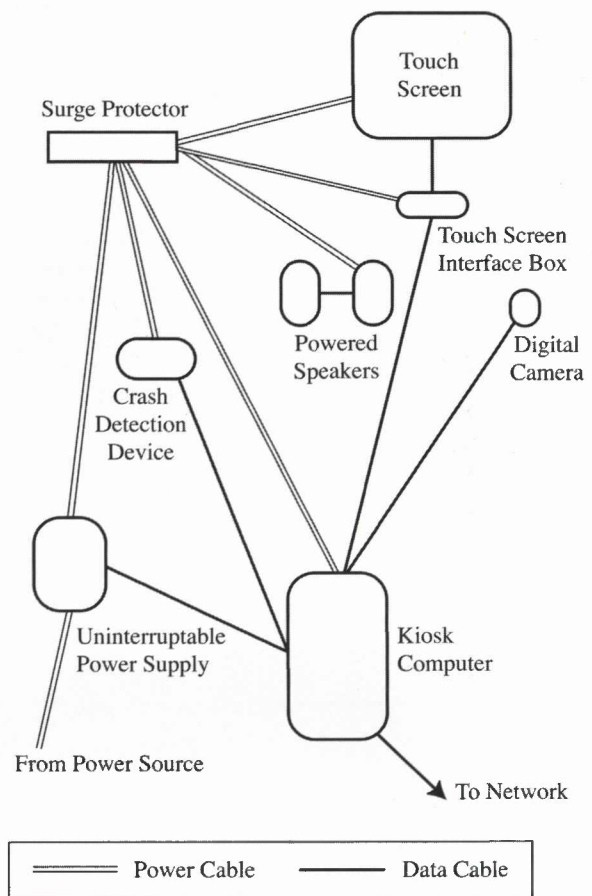 Touch
Screen
Surge Protector
Touch Screen
Interface Box
Powered
Speakers
Digital
Camera
Crash
Detection
Device
Uninterruptable
Power Supply
Kiosk
Computer
From Power Source
To Network
Power Cable
Data Cable